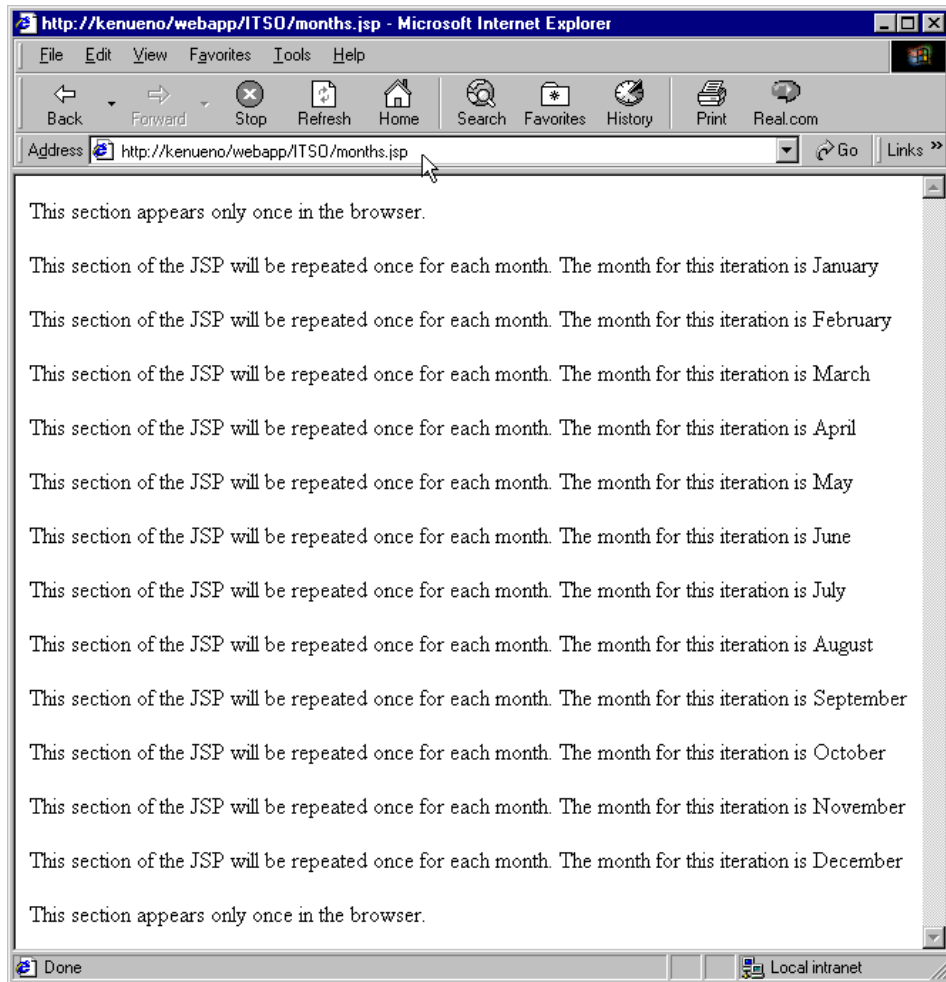 http://kenueno/webapp/ITSO/months.jsp - Microsoft Internet Explorer
File Edit View Favorites Tools Help
Back Forward Stop Refresh Home Search Favorites History Print Real.com
Address http://kenueno/webapp/ITSO/months.jsp Go Links »
This section appears only once in the browser.
This section of the JSP will be repeated once for each month. The month for this iteration is January
This section of the JSP will be repeated once for each month. The month for this iteration is February
This section of the JSP will be repeated once for each month. The month for this iteration is March
This section of the JSP will be repeated once for each month. The month for this iteration is April
This section of the JSP will be repeated once for each month. The month for this iteration is May
This section of the JSP will be repeated once for each month. The month for this iteration is June
This section of the JSP will be repeated once for each month. The month for this iteration is July
This section of the JSP will be repeated once for each month. The month for this iteration is August
This section of the JSP will be repeated once for each month. The month for this iteration is September
This section of the JSP will be repeated once for each month. The month for this iteration is October
This section of the JSP will be repeated once for each month. The month for this iteration is November
This section of the JSP will be repeated once for each month. The month for this iteration is December
This section appears only once in the browser.
Done Local intranet